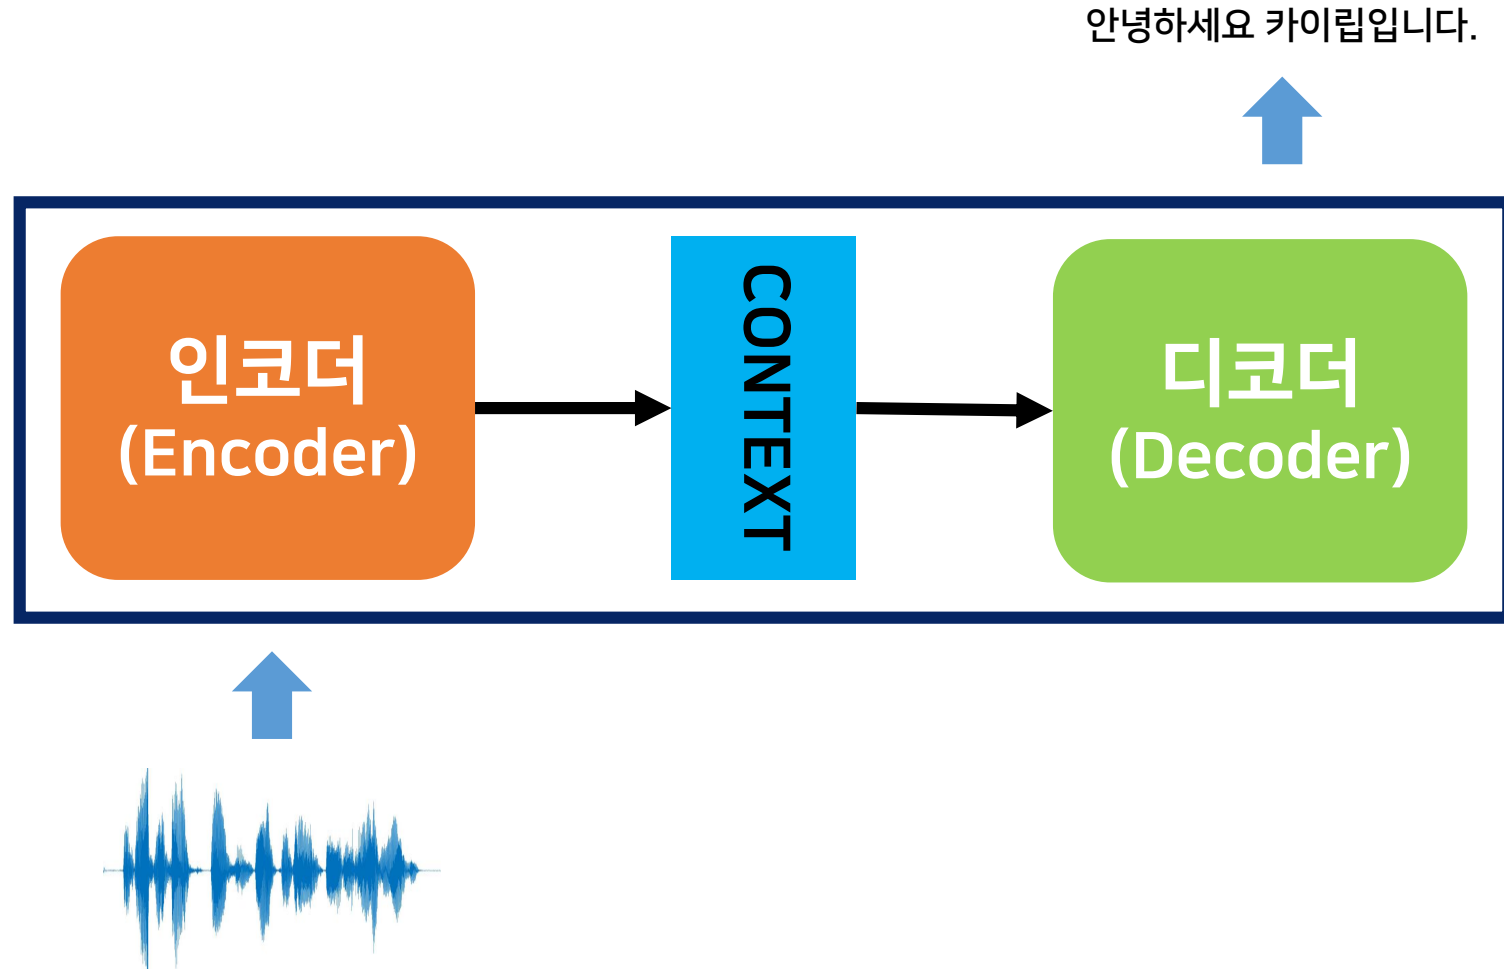 안녕하세요 카이립입니다.
인코더
(Encoder)
CONTEXT
디코더
(Decoder)